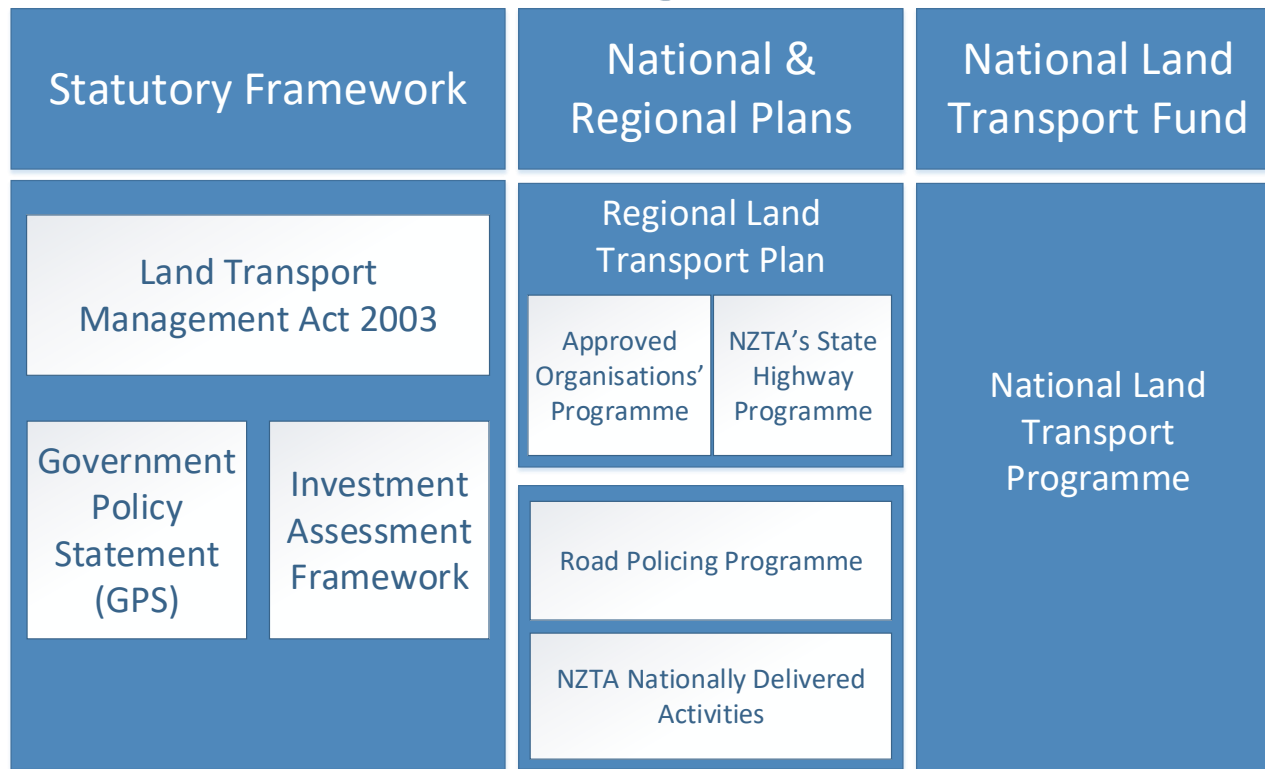 Statutory Framework
National &
Regional Plans
National Land
Transport Fund
Land Transport
Management Act 2003
Government
Policy
Statement
(GPS)
Investment
Assessment
Framework
Regional Land
Transport Plan
Approved
Organisations’
Programme
NZTA’s State
Highway
Programme
Road Policing Programme
NZTA Nationally Delivered
Activities
National Land
Transport
Programme